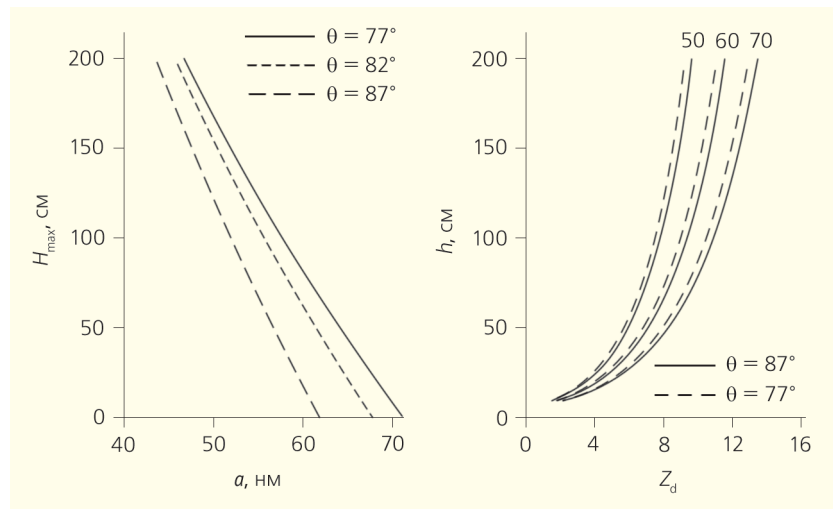 θ = 77°
θ = 82°
θ = 87°
200
150
100
50
0
H_max, см
40 50 60 70
a, нм
50 60 70
200
150
100
50
0
h, см
θ = 87°
θ = 77°
0 4 8 12 16
Z_d